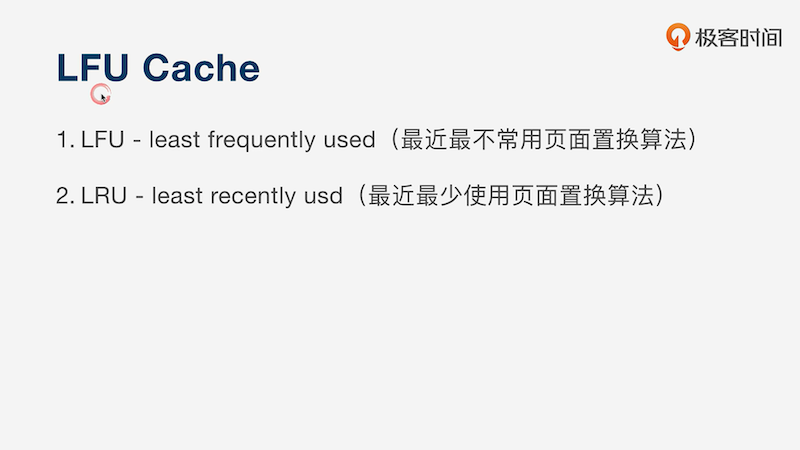 极客时间
LFU Cache
1. LFU - least frequently used（最近最不常用页面置换算法）
2. LRU - least recently usd（最近最少使用页面置换算法）